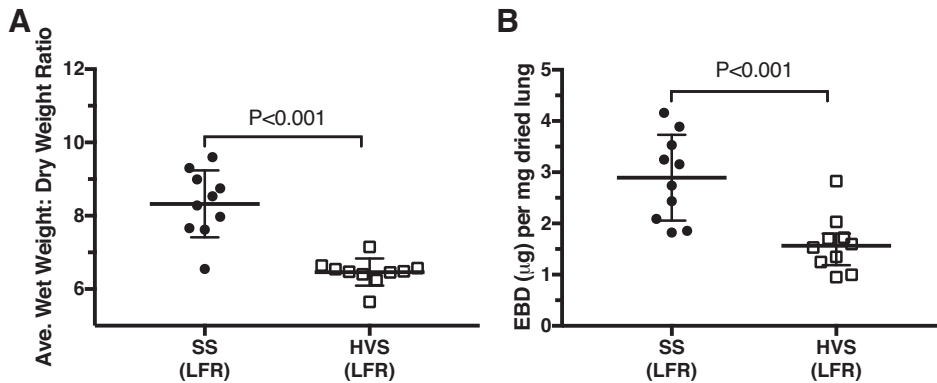 A
Ave. Wet Weight: Dry Weight Ratio
12
10
8
6
P<0.001
SS
(LFR)
HVS
(LFR)
B
EBD (µg) per mg dried lung
5
4
3
2
1
0
P<0.001
SS
(LFR)
HVS
(LFR)